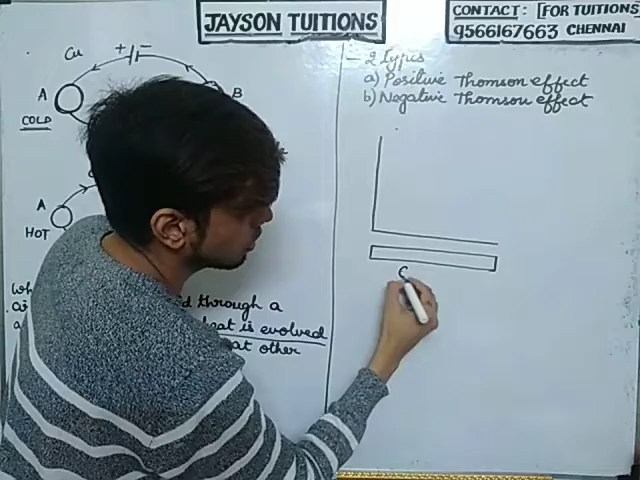 JAYSON TUITIONS
CONTACT: [FOR TUITIONS
9566167663 CHENNAI
Cu
+ -
A
B
COLD
A
HOT
d through a
heat is evolved
at other
- 2 Types
a) Positive Thomson effect
b) Negative Thomson effect
C